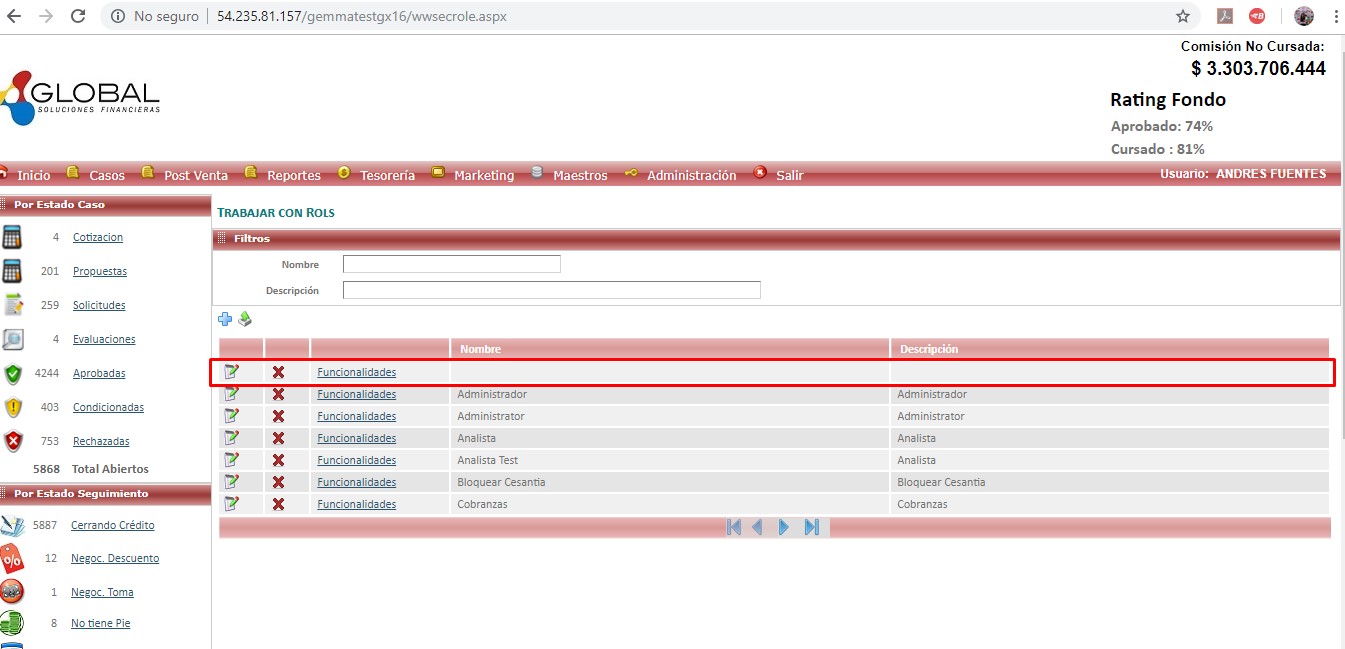 No seguro
54.235.81.157/gemmatestgx16/wwsecrole.aspx
Comisión No Cursada:
$ 3.303.706.444
GLOBAL
SOLUCIONES FINANCIERAS
Rating Fondo
Aprobado: 74%
Cursado : 81%
Inicio Casos Post Venta Reportes Tesorería Marketing Maestros Administración Salir Usuario: ANDRES FUENTES
Por Estado Caso
4 Cotizacion
201 Propuestas
259 Solicitudes
4 Evaluaciones
4244 Aprobadas
403 Condicionadas
753 Rechazadas
5868 Total Abiertos
Por Estado Seguimiento
5887 Cerrando Crédito
12 Negoc. Descuento
1 Negoc. Toma
8 No tiene Pie
TRABAJAR CON ROLS
Filtros
Nombre
Descripción
Nombre Descripción
Funcionalidades
Funcionalidades Administrador Administrador
Funcionalidades Administrator Administrator
Funcionalidades Analista Analista
Funcionalidades Analista Test Analista
Funcionalidades Bloquear Cesantia Bloquear Cesantia
Funcionalidades Cobranzas Cobranzas